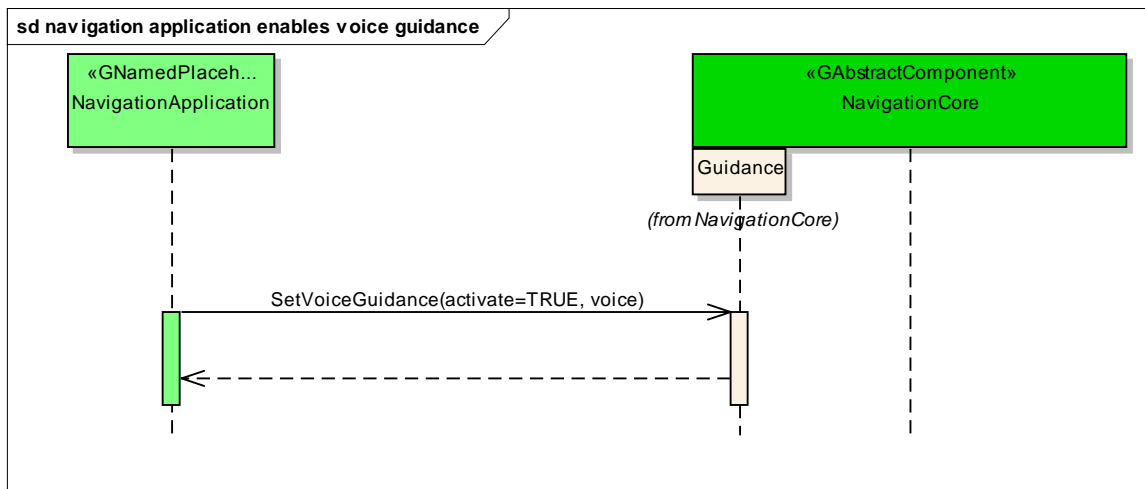 sd navigation application enables voice guidance
«GNamedPlaceh...
NavigationApplication
«GAbstractComponent»
NavigationCore
Guidance
(from NavigationCore)
SetVoiceGuidance(activate=TRUE, voice)